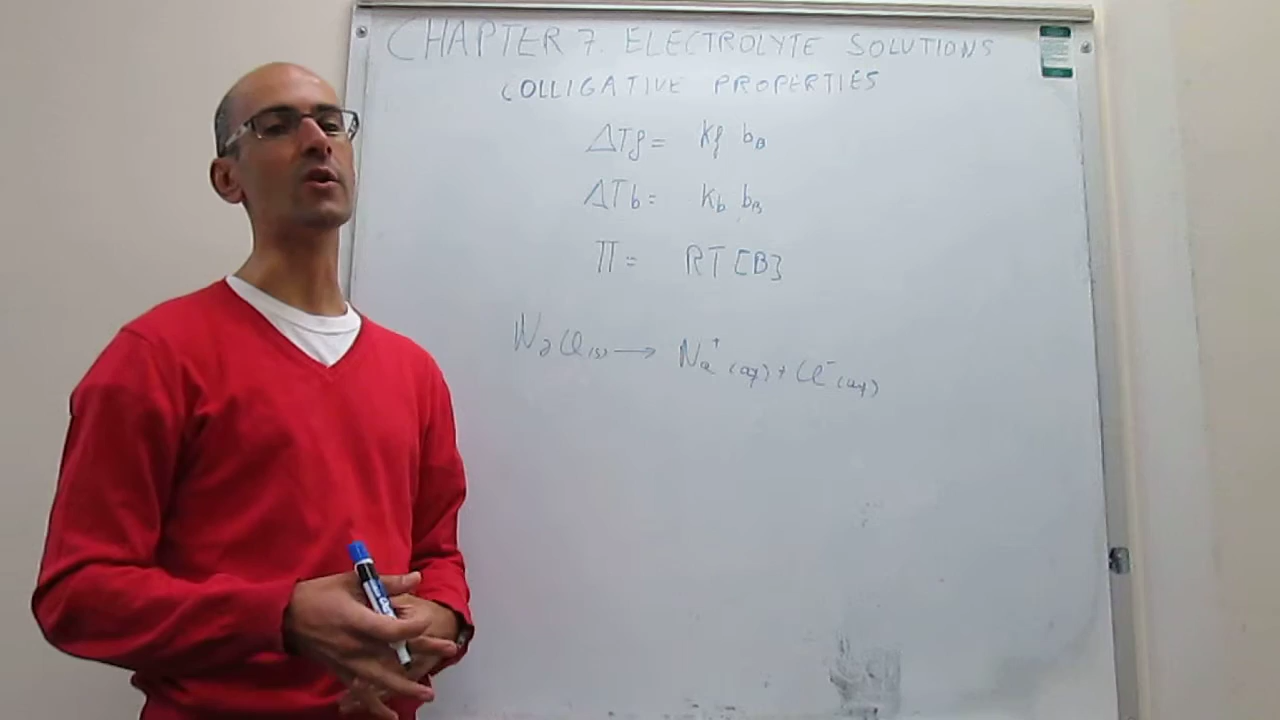 CHAPTER 7. ELECTROLYTE SOLUTIONS
COLLIGATIVE PROPERTIES
ΔTf = Kf bB
ΔTb = Kb bB
Π = RT [B]
NaCl(s) → Na⁺(aq) + Cl⁻(aq)